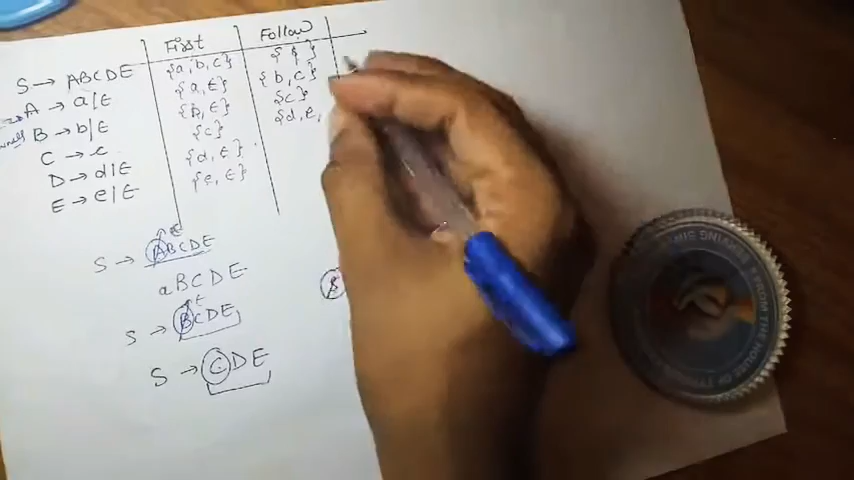 First Follow
S → ABCDE {a,b,c} {$}
A → a/ε {a,ε} {b,c}
B → b/ε {b,ε} {c}
C → c {c} {d,e,
D → d/ε {d,ε}
E → e/ε {e,ε}
ε
S → ABCDE
aBCDE
ε
S → BCDE
S → CDE